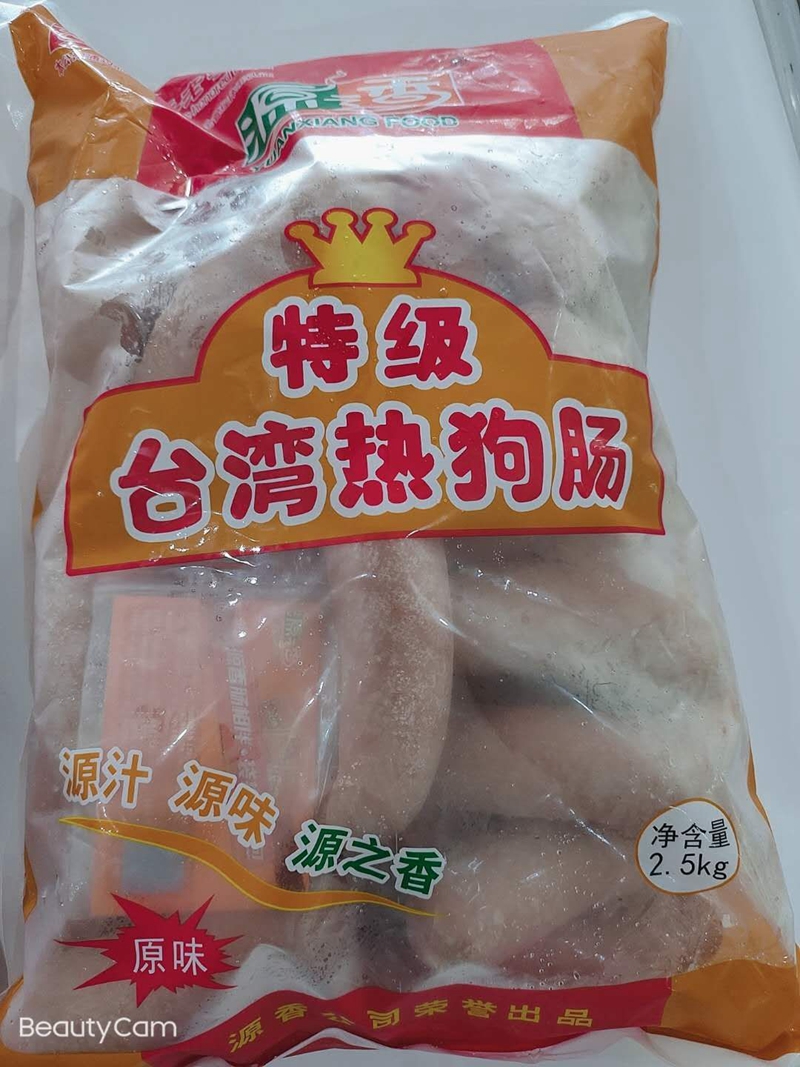 源香
YUANXIANG FOOD
特级
台湾热狗肠
源汁 源味 源之香
净含量
2.5kg
原味
源香公司荣誉出品
BeautyCam